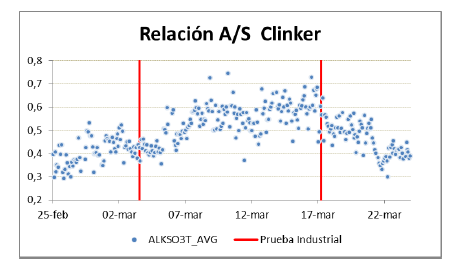 Relación A/S Clinker
0,8
0,7
0,6
0,5
0,4
0,3
0,2
25-feb 02-mar 07-mar 12-mar 17-mar 22-mar
ALKSO3T_AVG Prueba Industrial